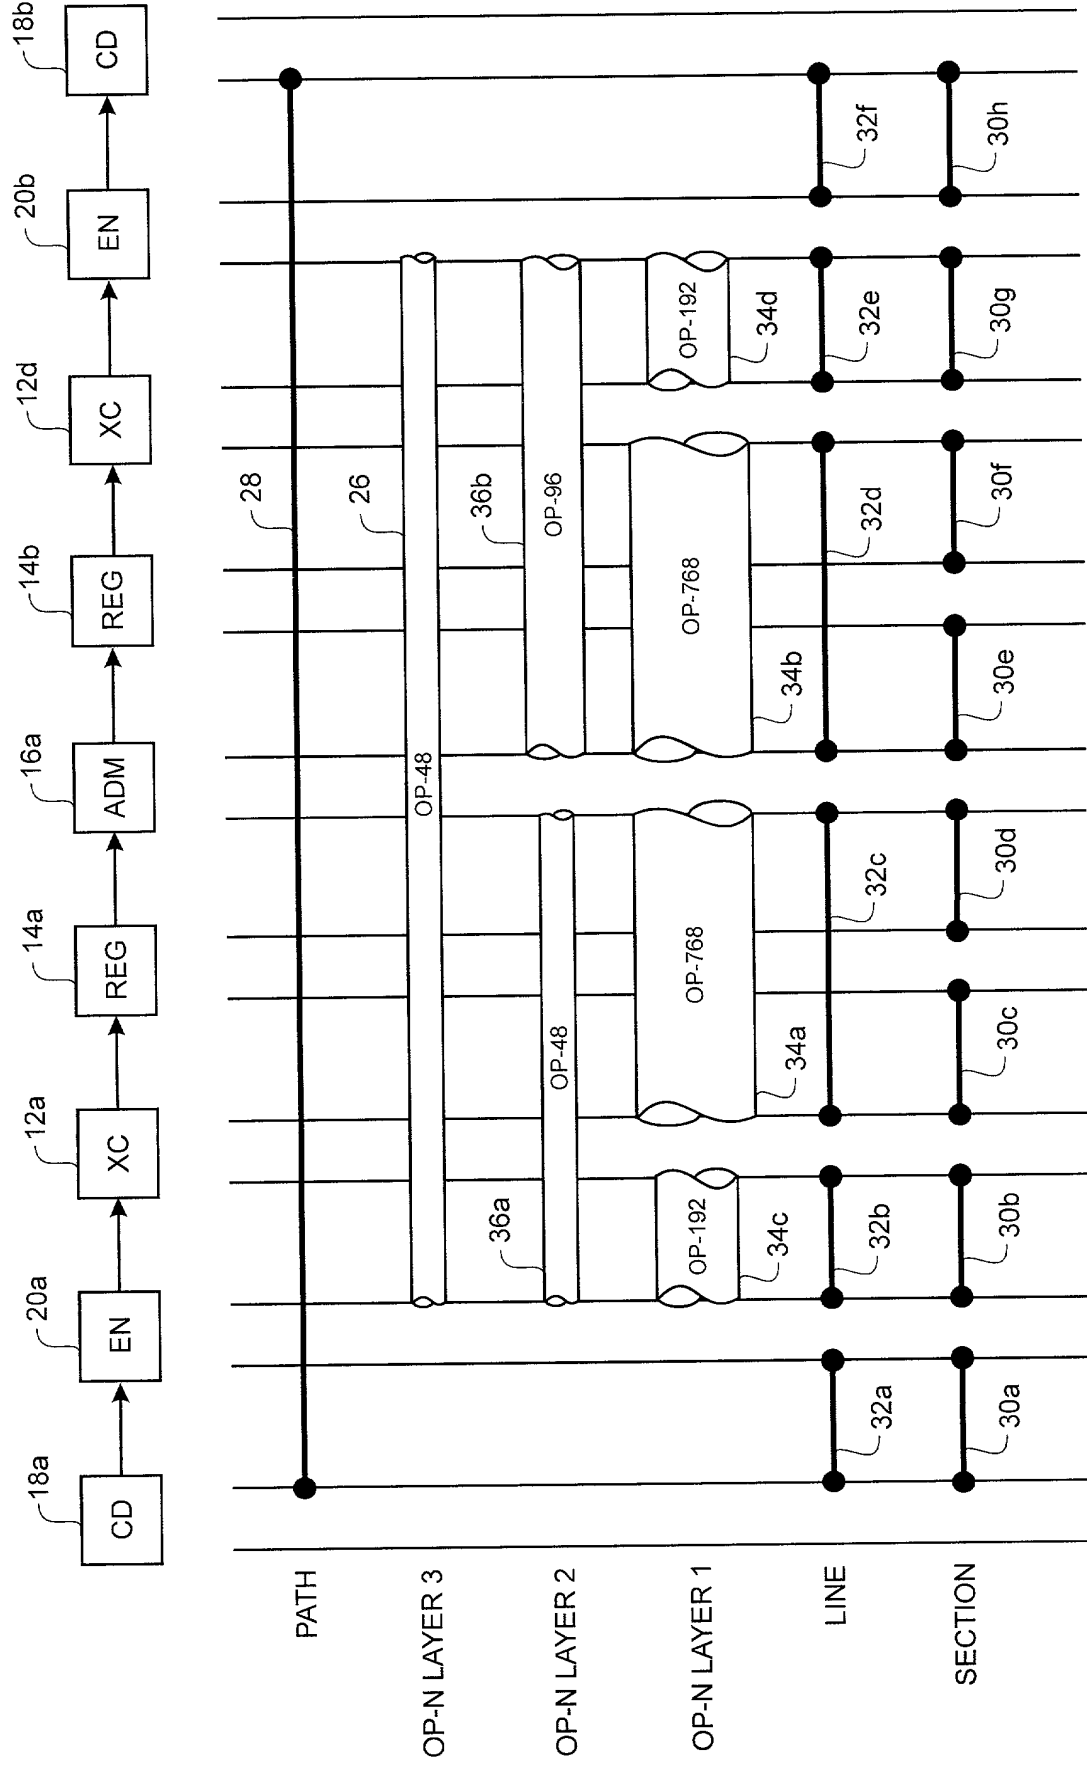 18a 20a 12a 14a 16a 14b 12d 20b 18b
CD EN XC REG ADM REG XC EN CD
PATH 28
OP-N LAYER 3 OP-48 26
OP-N LAYER 2 36a OP-48 36b OP-96
OP-N LAYER 1 OP-192 OP-768 OP-768 OP-192
34c 34a 34b 34d
LINE 32a 32b 32c 32d 32e 32f
SECTION 30a 30b 30c 30d 30e 30f 30g 30h